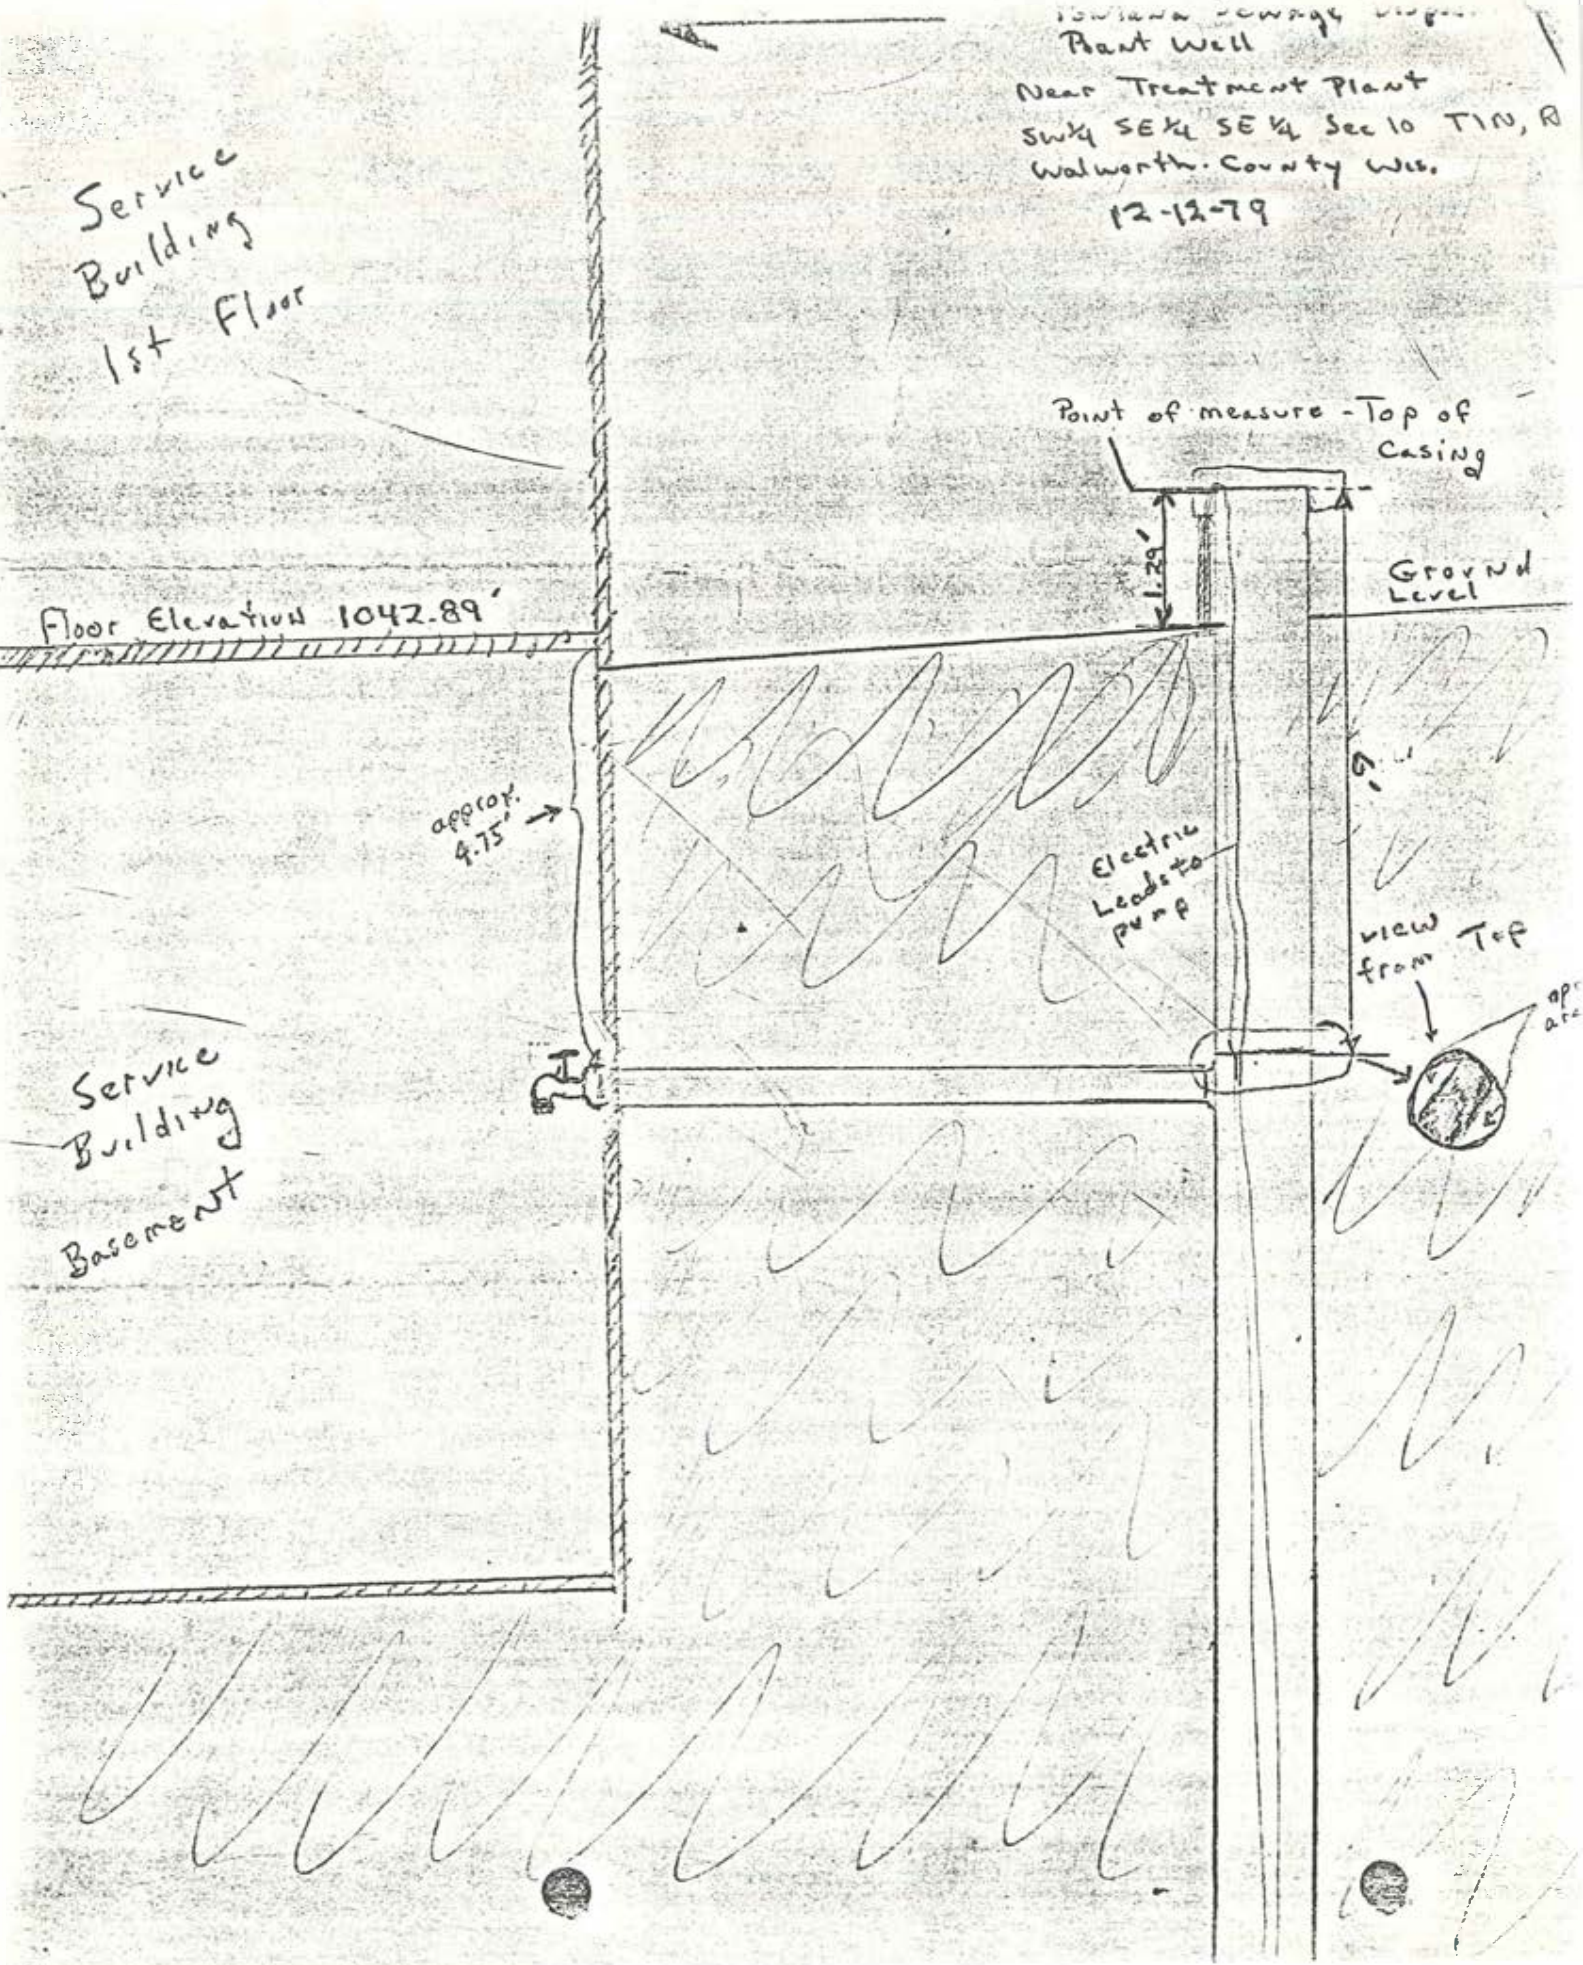 Plant Well
Near Treatment Plant
SW¼ SE¼ SE¼ Sec 10 T1N, R
Walworth County Wis.
12-12-79
Service
Building
1st Floor
Point of measure - Top of
Casing
1.29'
Ground
Level
Floor Elevation 1042.89'
approx.
4.75'
Electric
Leads to
pump
view
from Top
Service
Building
Basement